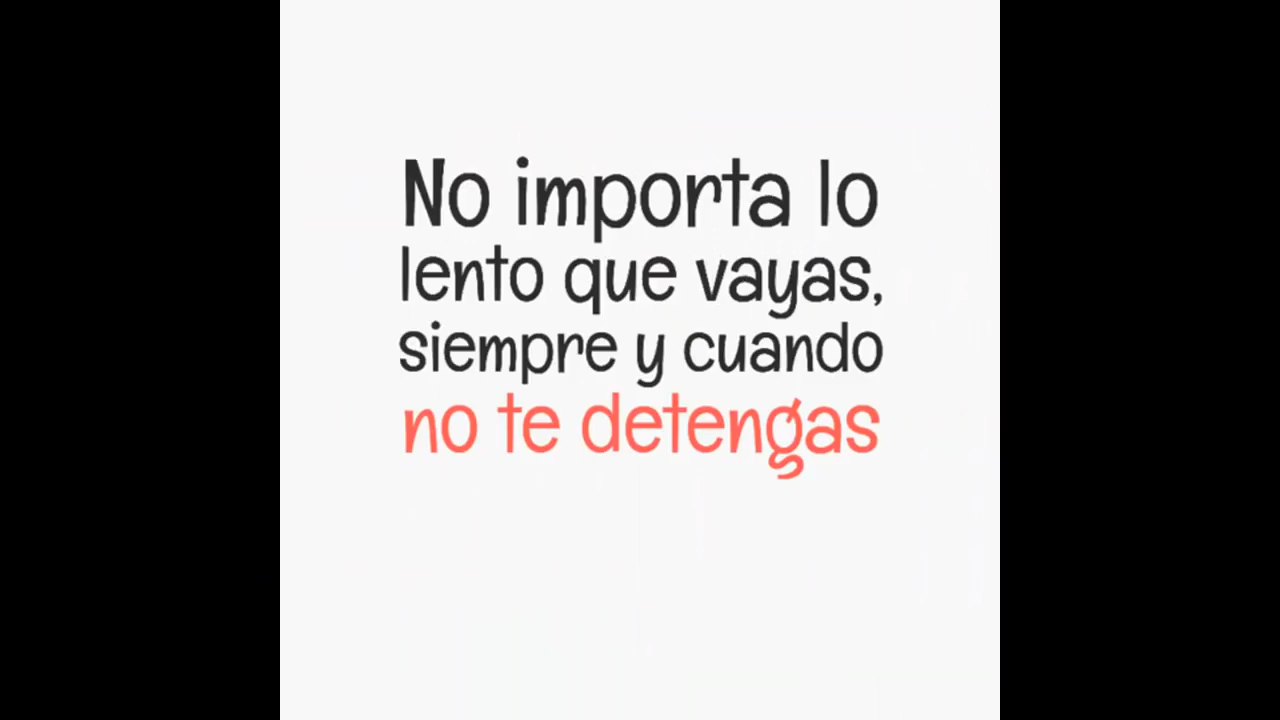 No importa lo
lento que vayas,
siempre y cuando
no te detengas